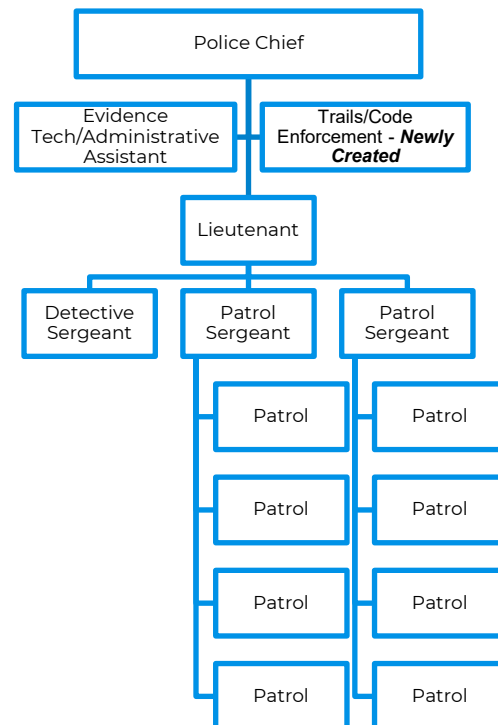 Police Chief
Evidence
Tech/Administrative
Assistant
Trails/Code
Enforcement - Newly
Created
Lieutenant
Detective
Sergeant
Patrol
Sergeant
Patrol
Sergeant
Patrol
Patrol
Patrol
Patrol
Patrol
Patrol
Patrol
Patrol